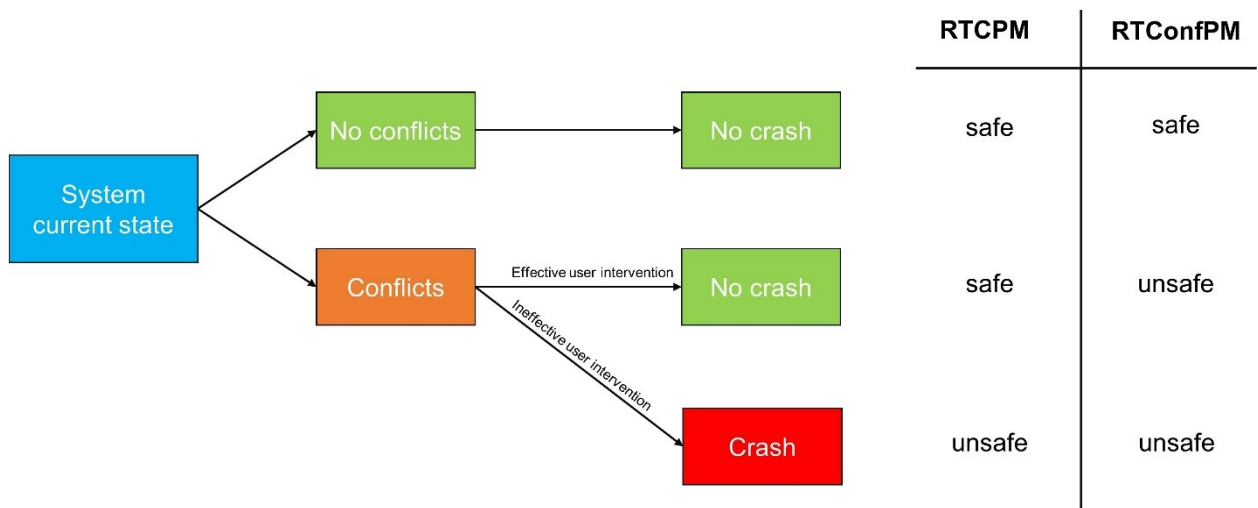 RTCPM RTConfPM
No conflicts No crash safe safe
System
current state
Effective user intervention
Conflicts No crash safe unsafe
Ineffective user intervention
Crash unsafe unsafe